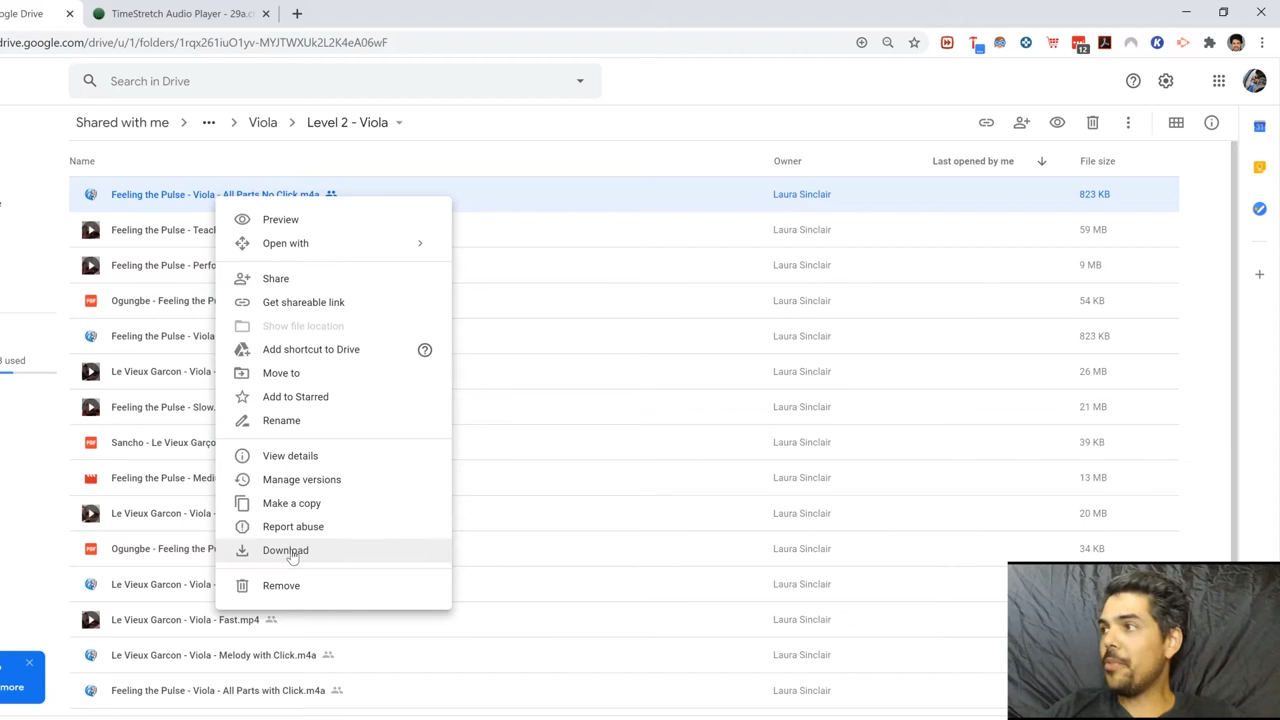 ogle Drive
TimeStretch Audio Player - 29a.c
drive.google.com/drive/u/1/folders/1rqx261iuO1yv-MYJTWXUk2L2K4eA06wF
12
Search in Drive
Shared with me
Viola
Level 2 - Viola
Name
Owner
Last opened by me
File size
Feeling the Pulse - Viola - All Parts No Click.m4a
Laura Sinclair
823 KB
Feeling the Pulse - Teac
Laura Sinclair
59 MB
Feeling the Pulse - Perfo
Laura Sinclair
9 MB
PDF
Ogungbe - Feeling the Pu
Laura Sinclair
54 KB
Feeling the Pulse - Viola
Laura Sinclair
823 KB
Le Vieux Garcon - Viola
Laura Sinclair
26 MB
Feeling the Pulse - Slow.
Laura Sinclair
21 MB
PDF
Sancho - Le Vieux Garço
Laura Sinclair
39 KB
Feeling the Pulse - Medi
Laura Sinclair
13 MB
Le Vieux Garcon - Viola
Laura Sinclair
20 MB
PDF
Ogungbe - Feeling the Pu
Laura Sinclair
34 KB
Le Vieux Garcon - Viola
Laura
Le Vieux Garcon - Viola - Fast.mp4
Laura
Le Vieux Garcon - Viola - Melody with Click.m4a
Laura
Feeling the Pulse - Viola - All Parts with Click.m4a
Laura
Preview
Open with
Share
Get shareable link
Show file location
Add shortcut to Drive
Move to
Add to Starred
Rename
View details
Manage versions
Make a copy
Report abuse
Download
Remove
B used
more